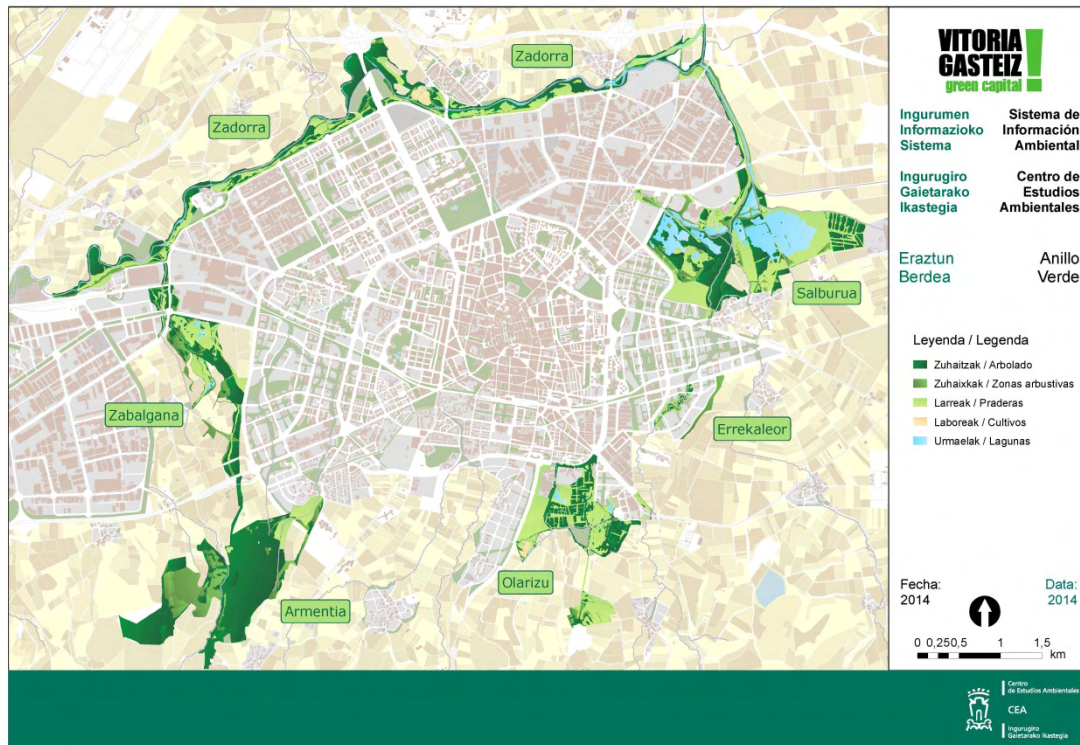 Zadorra
Zadorra
Zabalgana
Armentia
Olarizu
Errekaleor
Salburua
VITORIA
GASTEIZ
green capital
Ingurumen
Informazioko
Sistema
Sistema de
Información
Ambiental
Ingurugiro
Gaietarako
Ikastegia
Centro de
Estudios
Ambientales
Eraztun
Berdea
Anillo
Verde
Leyenda / Legenda
Zuhaitzak / Arbolado
Zuhaixkak / Zonas arbustivas
Larreak / Praderas
Laboreak / Cultivos
Urmaelak / Lagunas
Fecha:
2014
Data:
2014
0 0,250,5 1 1,5
km
Centro
de Estudios Ambientales
CEA
Ingurugiro
Gaietarako Ikastegia